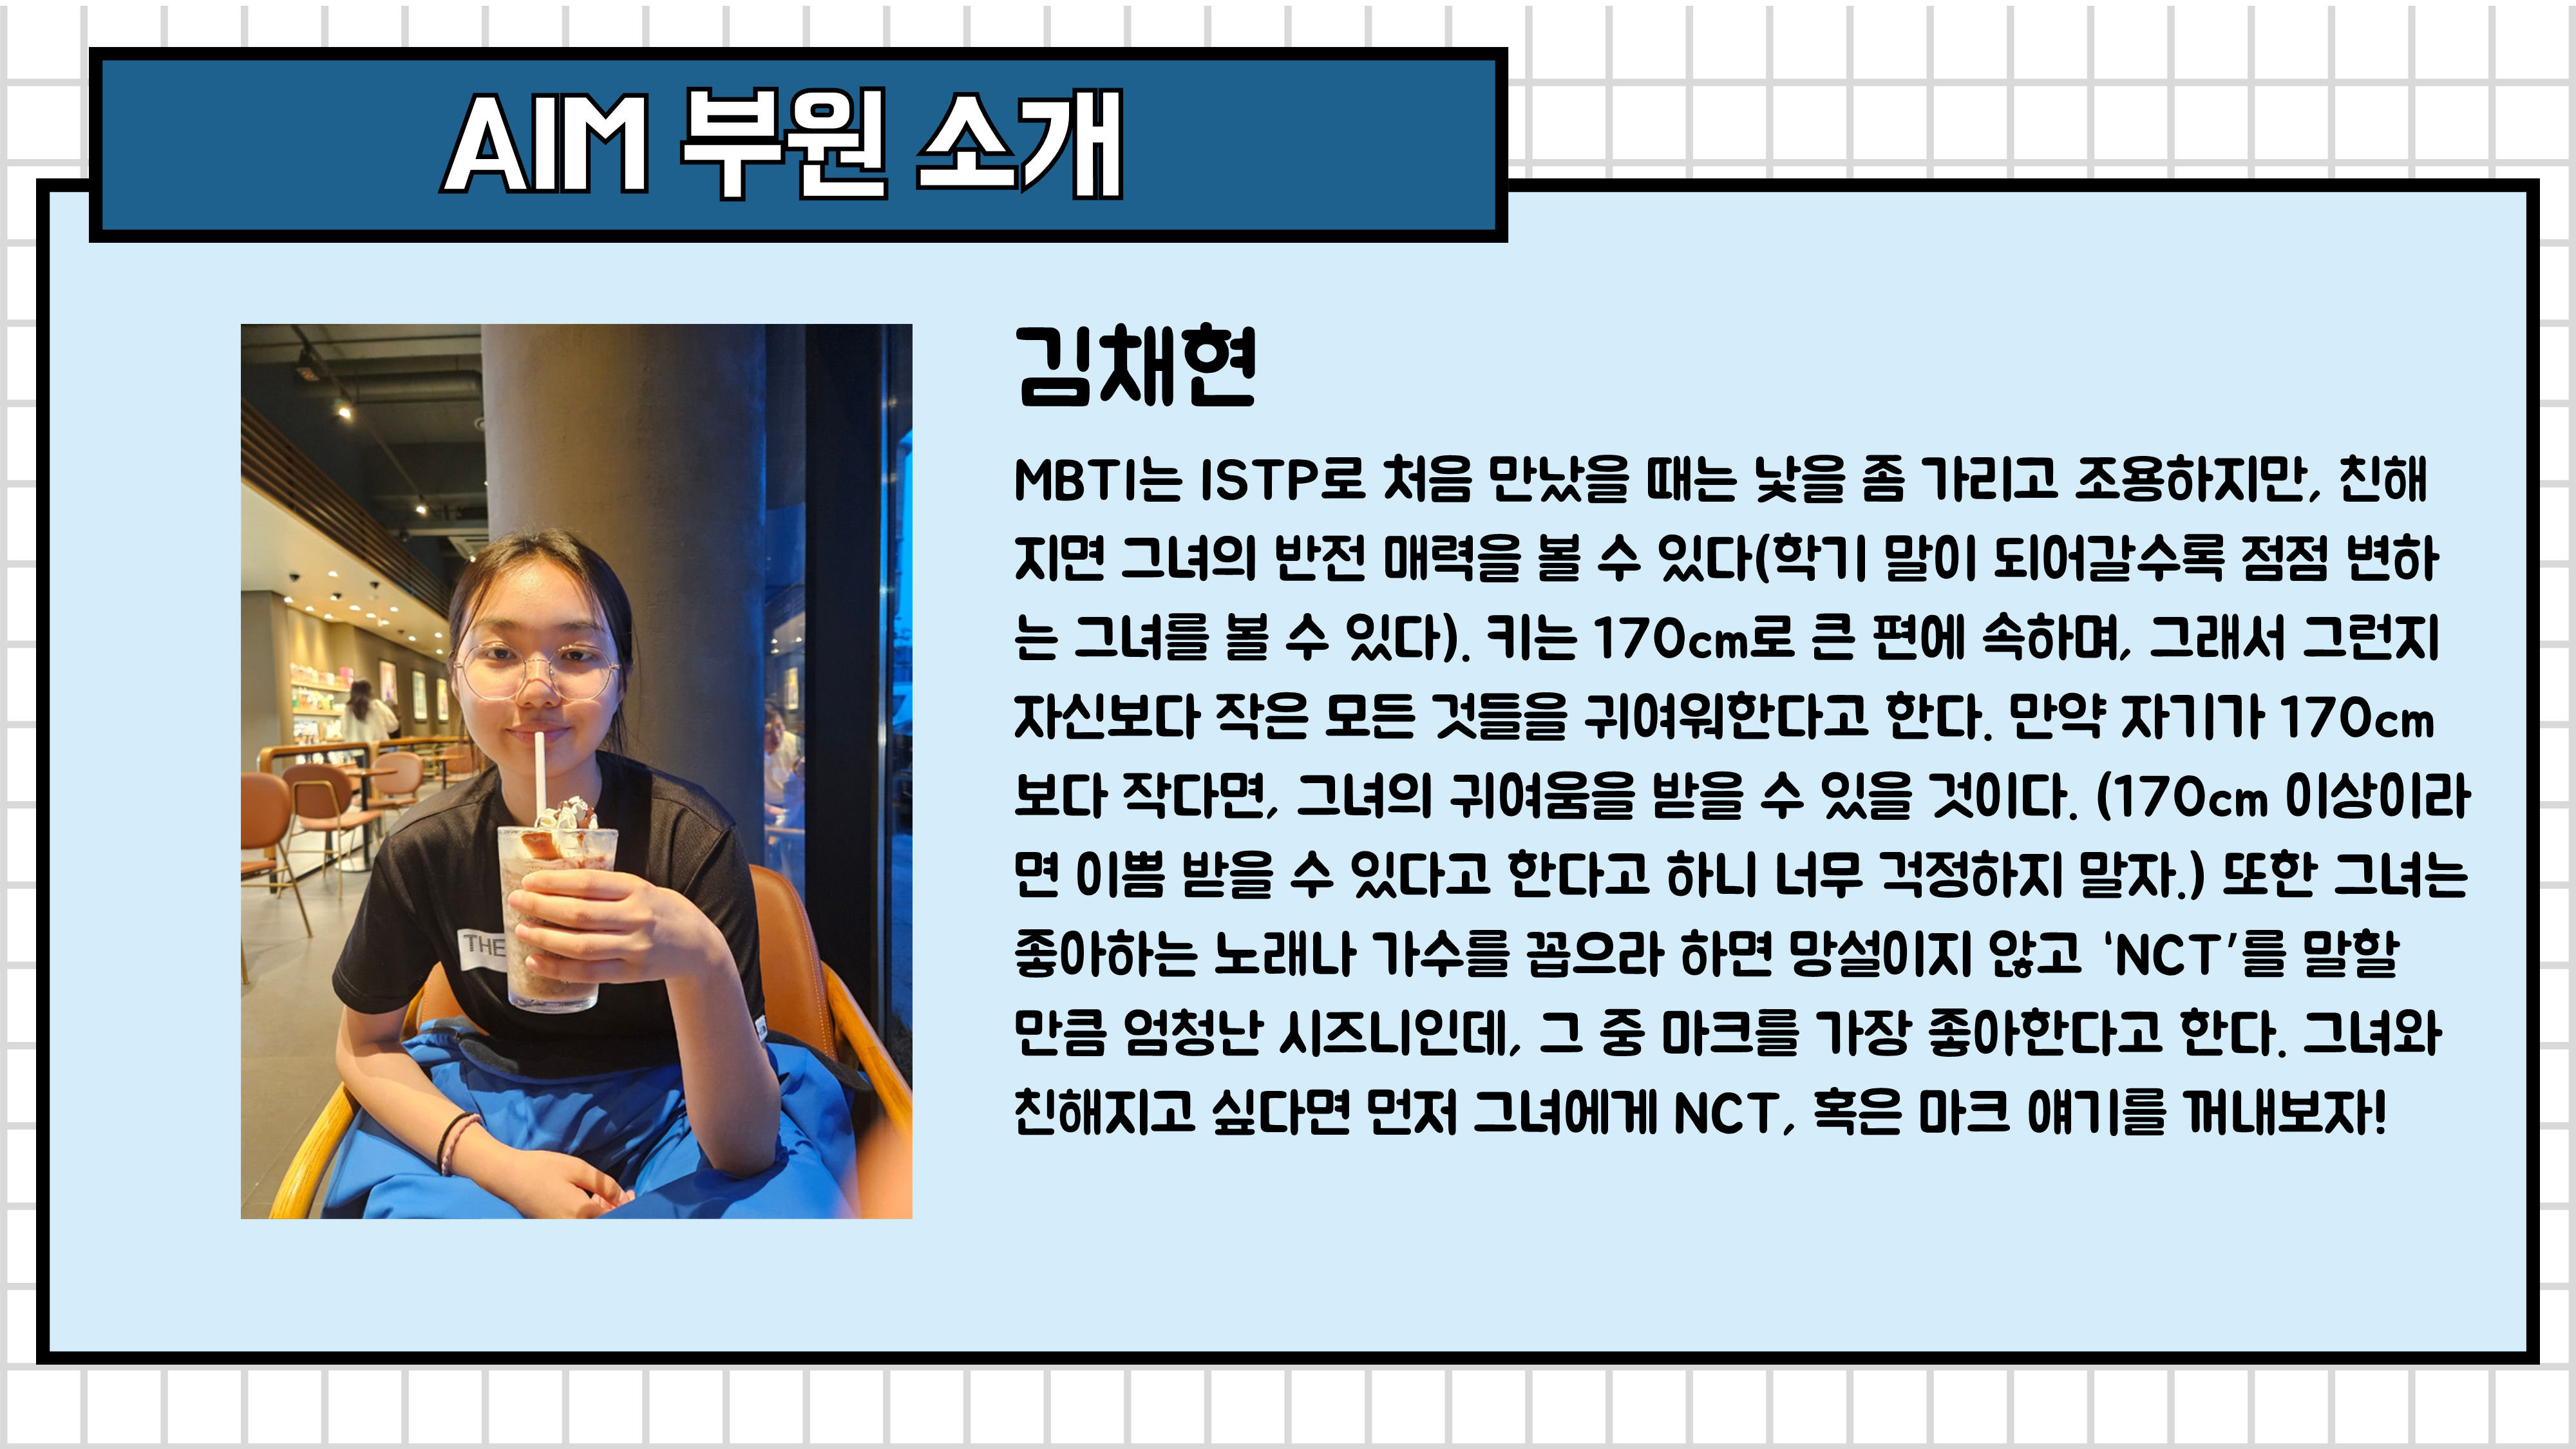 AIM 부원 소개
김채현
MBTI는 ISTP로 처음 만났을 때는 낯을 좀 가리고 조용하지만, 친해
지면 그녀의 반전 매력을 볼 수 있다(학기 말이 되어갈수록 점점 변하
는 그녀를 볼 수 있다). 키는 170cm로 큰 편에 속하며, 그래서 그런지
자신보다 작은 모든 것들을 귀여워한다고 한다. 만약 자기가 170cm
보다 작다면, 그녀의 귀여움을 받을 수 있을 것이다. (170cm 이상이라
면 이쁨 받을 수 있다고 한다고 하니 너무 걱정하지 말자.) 또한 그녀는
좋아하는 노래나 가수를 꼽으라 하면 망설이지 않고 ‘NCT’를 말할
만큼 엄청난 시즈니인데, 그 중 마크를 가장 좋아한다고 한다. 그녀와
친해지고 싶다면 먼저 그녀에게 NCT, 혹은 마크 얘기를 꺼내보자!
THE